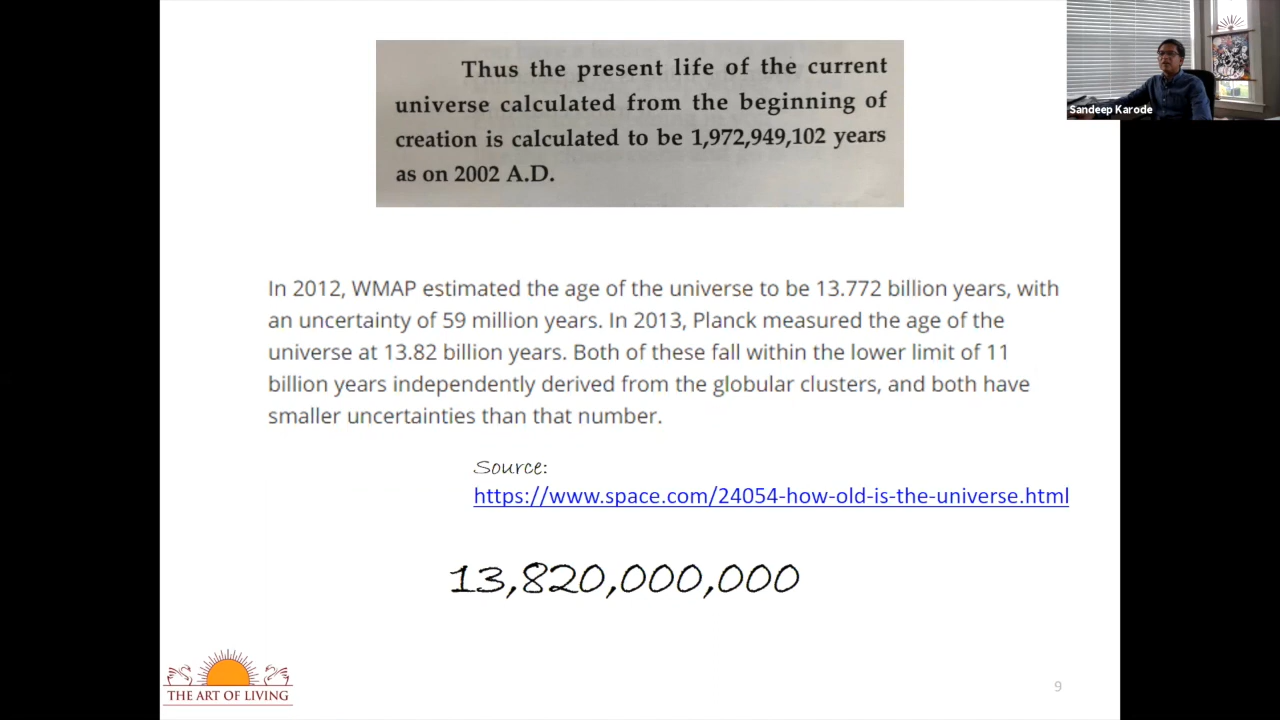 Thus the present life of the current
universe calculated from the beginning of
creation is calculated to be 1,972,949,102 years
as on 2002 A.D.
Sandeep Karode
In 2012, WMAP estimated the age of the universe to be 13.772 billion years, with
an uncertainty of 59 million years. In 2013, Planck measured the age of the
universe at 13.82 billion years. Both of these fall within the lower limit of 11
billion years independently derived from the globular clusters, and both have
smaller uncertainties than that number.
Source:
https://www.space.com/24054-how-old-is-the-universe.html
13,820,000,000
THE ART OF LIVING
9